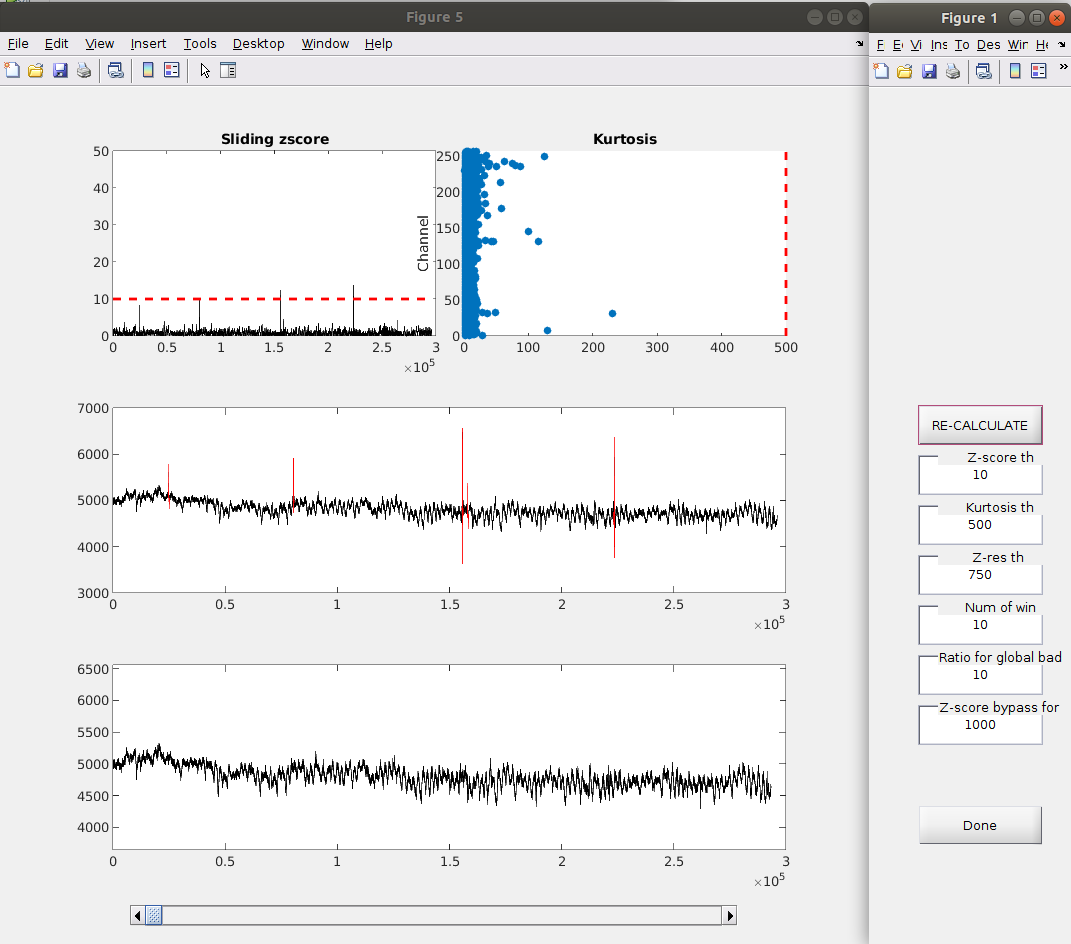 Figure 5
File Edit View Insert Tools Desktop Window Help
Sliding zscore
50
40
30
20
10
0
0 0.5 1 1.5 2 2.5 3
×10^5
Kurtosis
Channel
250
200
150
100
50
0
0 100 200 300 400 500
7000
6000
5000
4000
3000
0 0.5 1 1.5 2 2.5 3
×10^5
6500
6000
5500
5000
4500
4000
0 0.5 1 1.5 2 2.5 3
×10^5
Figure 1
F E Vi Ins To Des Wir He
RE-CALCULATE
Z-score th
10
Kurtosis th
500
Z-res th
750
Num of win
10
Ratio for global bad
10
Z-score bypass for
1000
Done